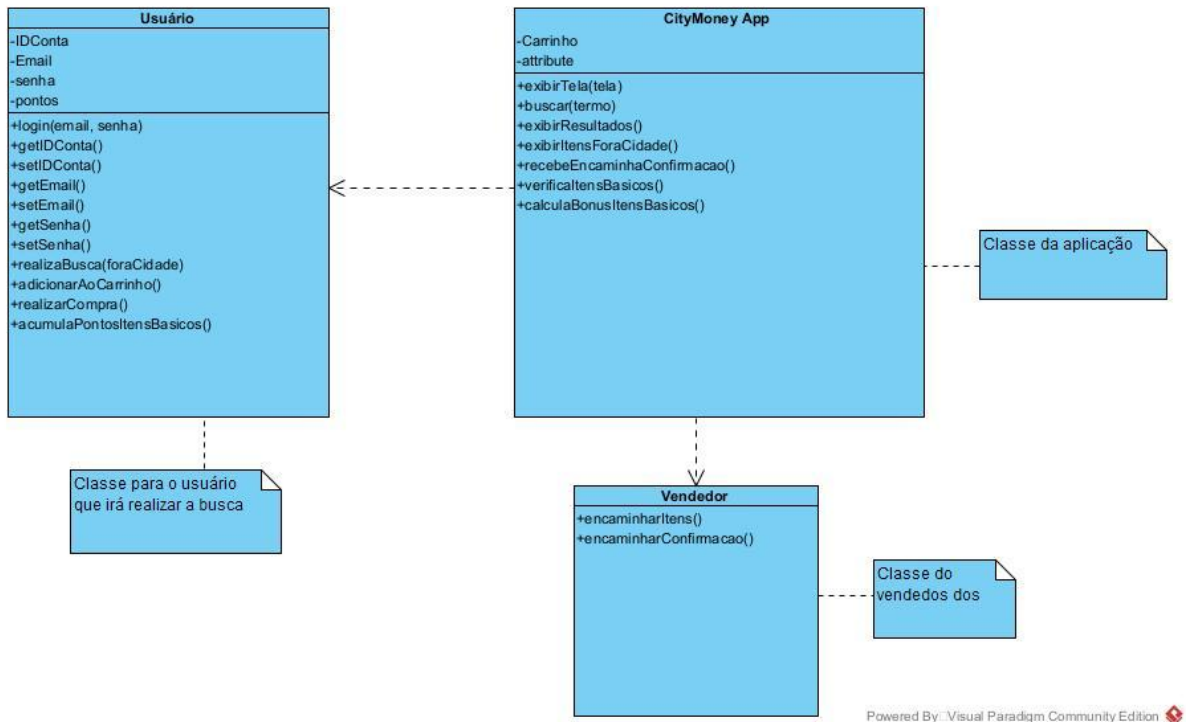 Usuário
-IDConta
-Email
-senha
-pontos
+login(email, senha)
+getIDConta()
+setIDConta()
+getEmail()
+setEmail()
+getSenha()
+setSenha()
+realizaBusca(foraCidade)
+adicionarAoCarrinho()
+realizarCompra()
+acumulaPontosItensBasicos()
CityMoney App
-Carrinho
-attribute
+exibirTela(tela)
+buscar(termo)
+exibirResultados()
+exibirItensForaCidade()
+recebeEncaminhaConfirmacao()
+verificaItensBasicos()
+calculaBonusItensBasicos()
Classe da aplicação
Classe para o usuário
que irá realizar a busca
Vendedor
+encaminharItens()
+encaminharConfirmacao()
Classe do
vendedos dos
Powered By Visual Paradigm Community Edition